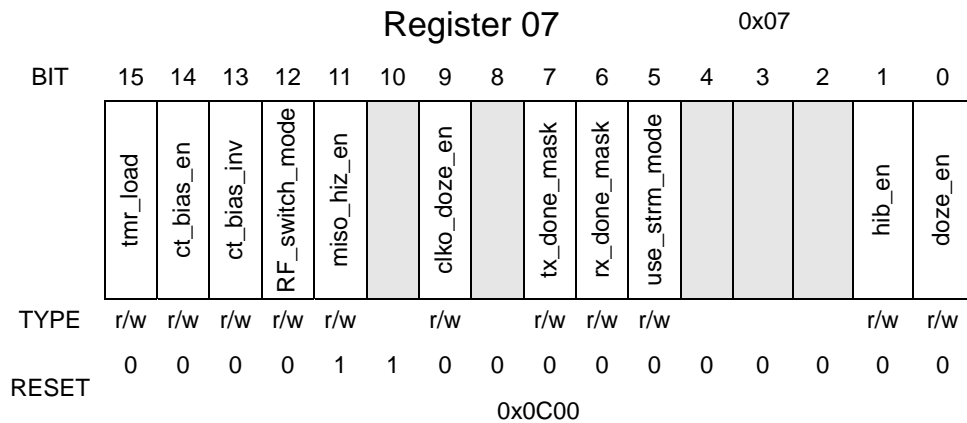 Register 07 0x07
BIT 15 14 13 12 11 10 9 8 7 6 5 4 3 2 1 0
tmr_load ct_bias_en ct_bias_inv RF_switch_mode miso_hiz_en clko_doze_en tx_done_mask rx_done_mask use_strm_mode hib_en doze_en
TYPE r/w r/w r/w r/w r/w r/w r/w r/w r/w r/w r/w
RESET 0 0 0 0 1 1 0 0 0 0 0 0 0 0 0 0
0x0C00